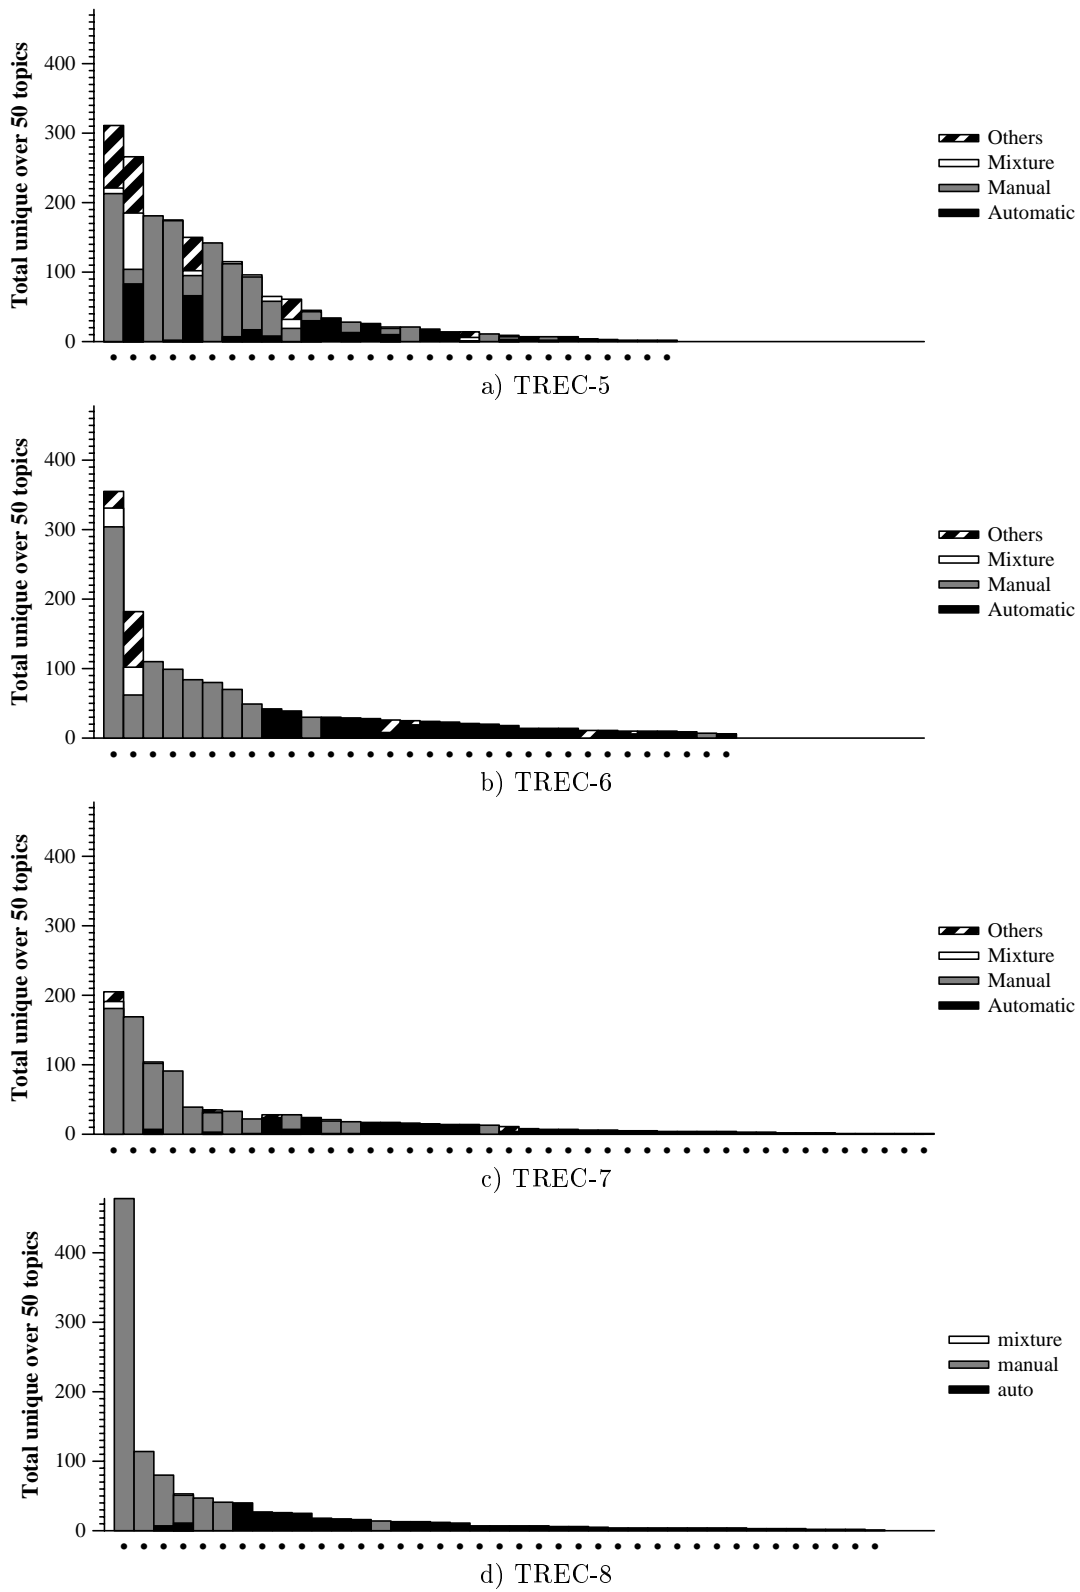 Total unique over 50 topics
400
300
200
100
0
Others
Mixture
Manual
Automatic
a) TREC-5
Total unique over 50 topics
400
300
200
100
0
Others
Mixture
Manual
Automatic
b) TREC-6
Total unique over 50 topics
400
300
200
100
0
Others
Mixture
Manual
Automatic
c) TREC-7
Total unique over 50 topics
400
300
200
100
0
mixture
manual
auto
d) TREC-8